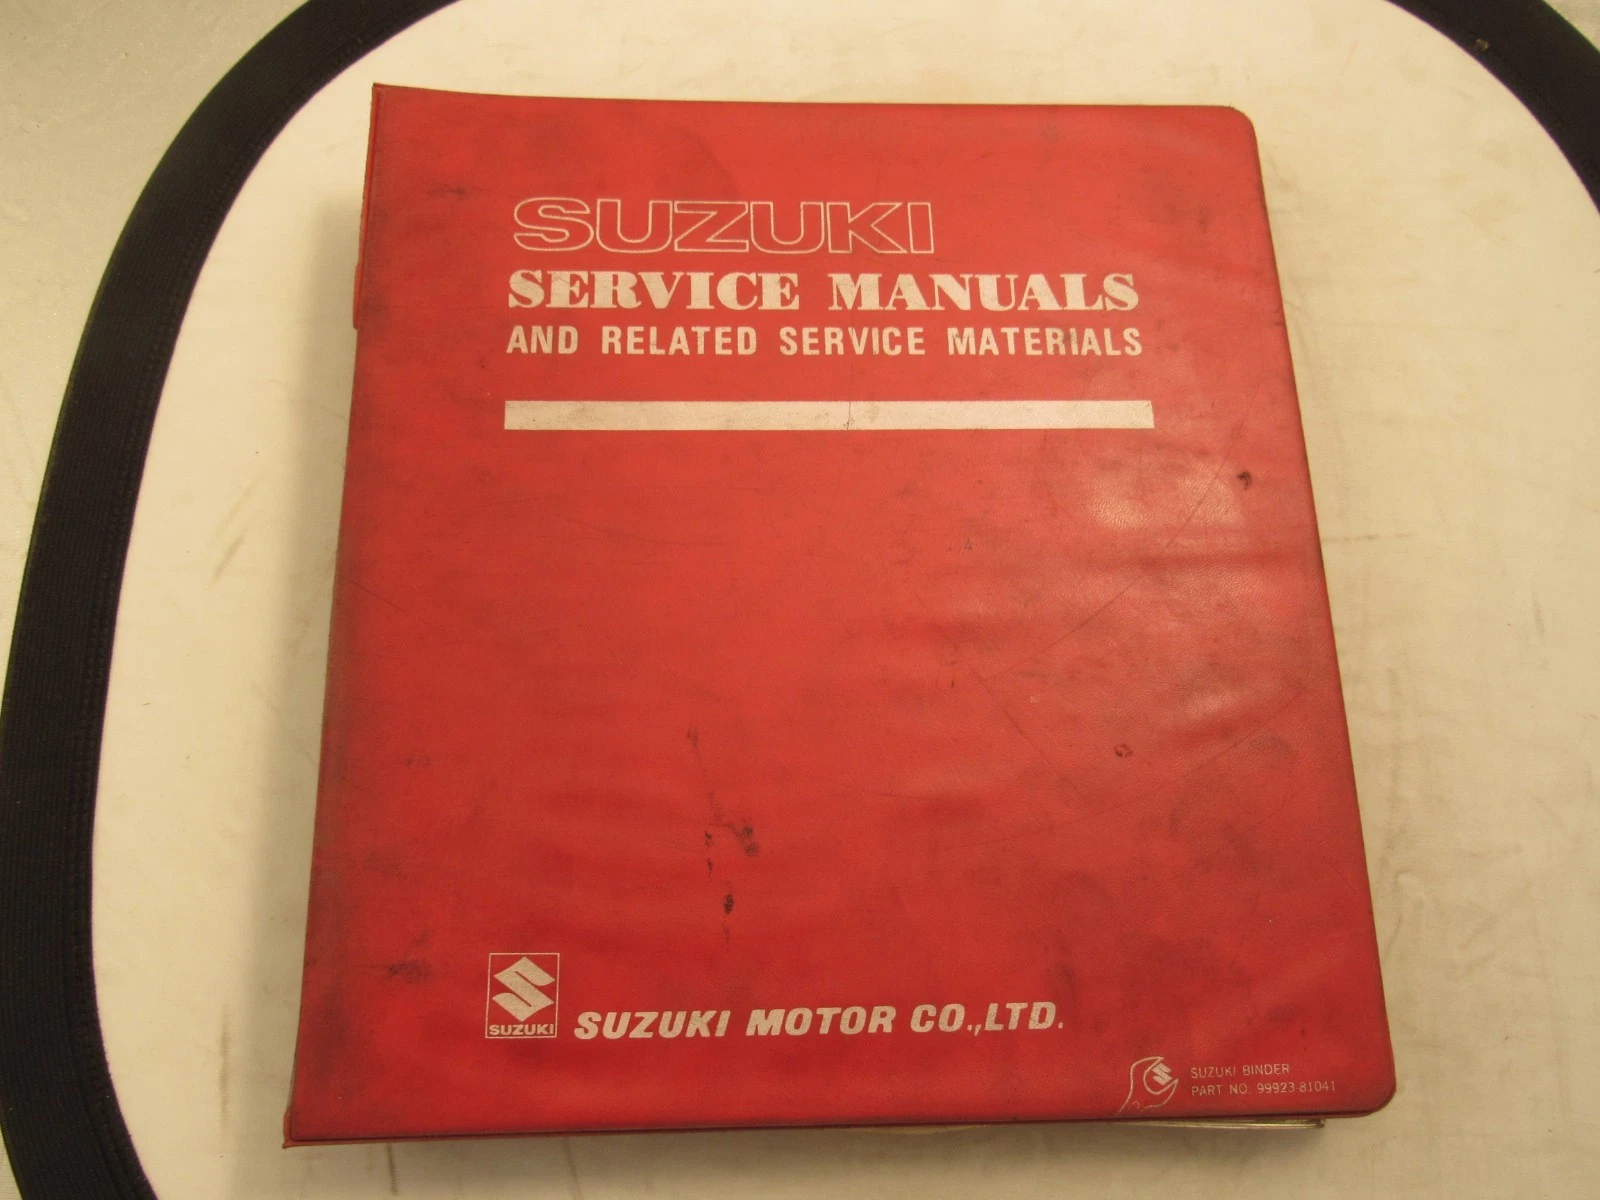 SUZUKI
SERVICE MANUALS
AND RELATED SERVICE MATERIALS
SUZUKI
SUZUKI MOTOR CO.,LTD.
SUZUKI BINDER
PART NO. 99923-81041